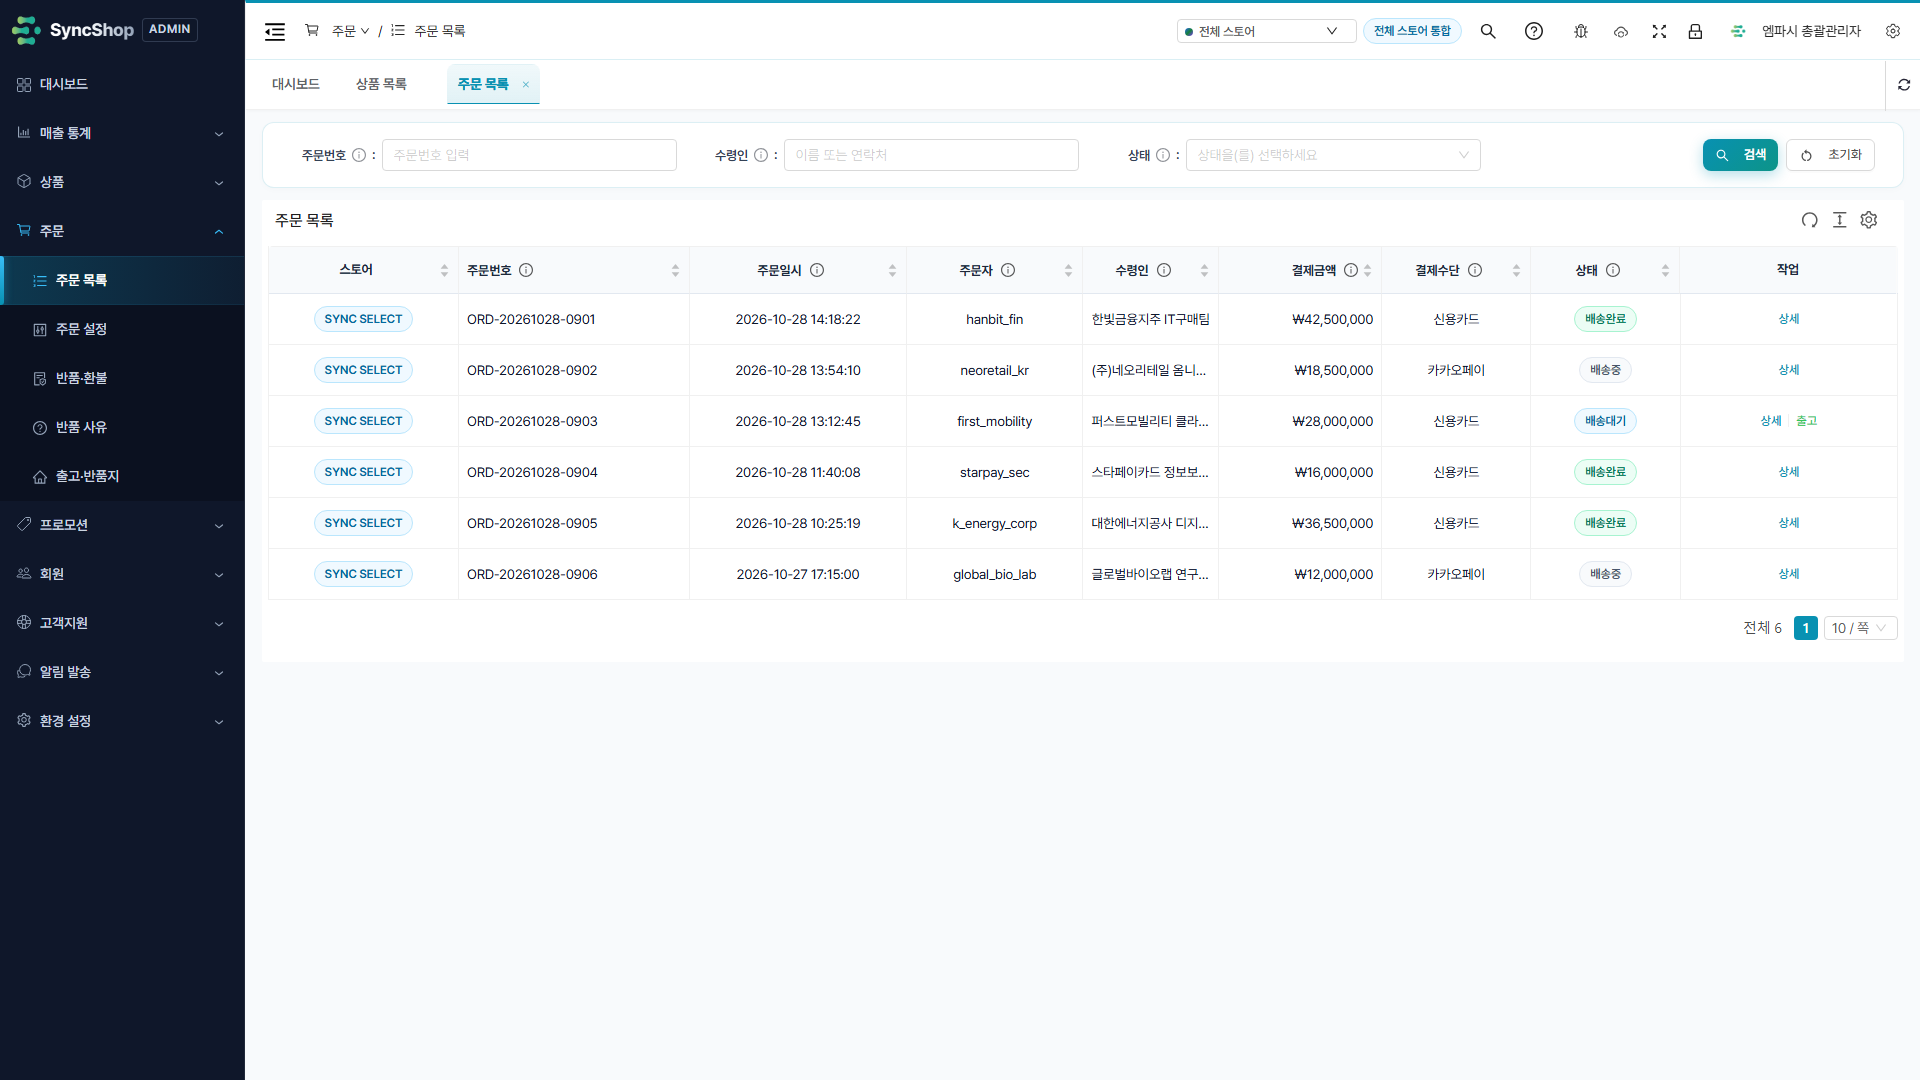 SyncShop ADMIN
대시보드
매출 통계
상품
주문
주문 목록
주문 설정
반품·환불
반품 사유
출고·반품지
프로모션
회원
고객지원
알림 발송
환경 설정
주문 / 주문 목록
전체 스토어
전체 스토어 통합
엠파시 총괄관리자
대시보드 상품 목록 주문 목록 ×
주문번호 : 주문번호 입력
수령인 : 이름 또는 연락처
상태 : 상태을(를) 선택하세요
검색 초기화
주문 목록
스토어 주문번호 주문일시 주문자 수령인 결제금액 결제수단 상태 작업
SYNC SELECT ORD-20261028-0901 2026-10-28 14:18:22 hanbit_fin 한빛금융지주 IT구매팀 ₩42,500,000 신용카드 배송완료 상세
SYNC SELECT ORD-20261028-0902 2026-10-28 13:54:10 neoretail_kr (주)네오리테일 옴니... ₩18,500,000 카카오페이 배송중 상세
SYNC SELECT ORD-20261028-0903 2026-10-28 13:12:45 first_mobility 퍼스트모빌리티 클라... ₩28,000,000 신용카드 배송대기 상세 출고
SYNC SELECT ORD-20261028-0904 2026-10-28 11:40:08 starpay_sec 스타페이카드 정보보... ₩16,000,000 신용카드 배송완료 상세
SYNC SELECT ORD-20261028-0905 2026-10-28 10:25:19 k_energy_corp 대한에너지공사 디지... ₩36,500,000 신용카드 배송완료 상세
SYNC SELECT ORD-20261028-0906 2026-10-27 17:15:00 global_bio_lab 글로벌바이오랩 연구... ₩12,000,000 카카오페이 배송중 상세
전체 6 1 10 / 쪽